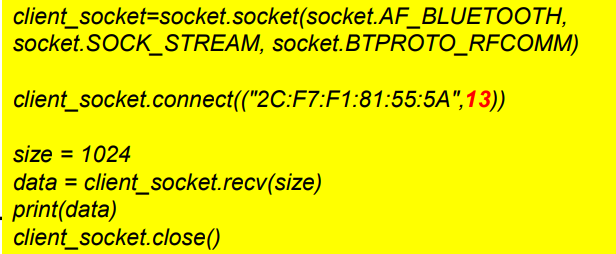 client_socket=socket.socket(socket.AF_BLUETOOTH,
socket.SOCK_STREAM, socket.BTPROTO_RFCOMM)
client_socket.connect(("2C:F7:F1:81:55:5A",13))
size = 1024
data = client_socket.recv(size)
print(data)
client_socket.close()